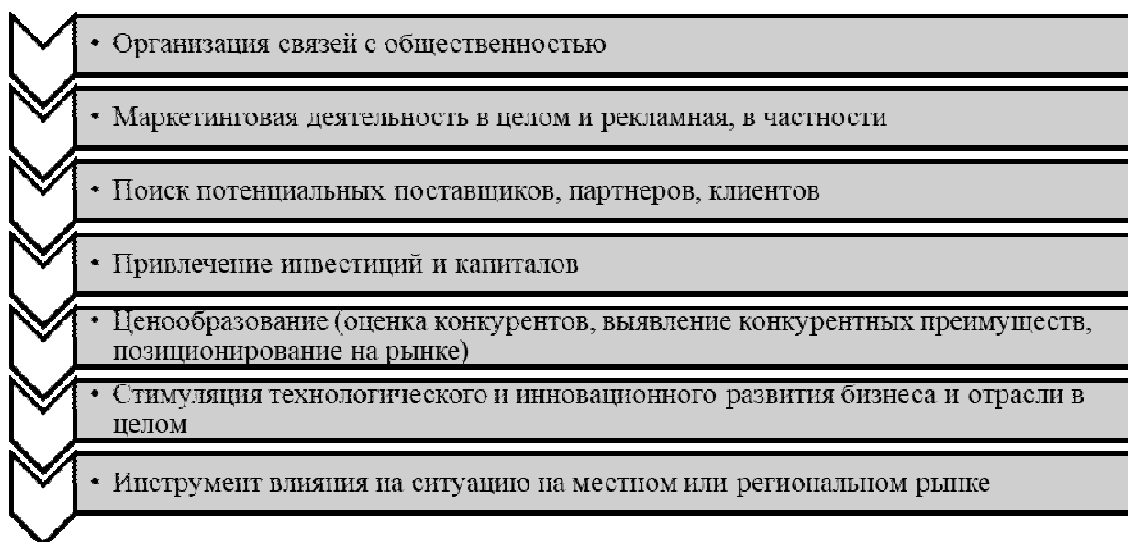 • Организация связей с общественностью
• Маркетинговая деятельность в целом и рекламная, в частности
• Поиск потенциальных поставщиков, партнеров, клиентов
• Привлечение инвестиций и капиталов
• Ценообразование (оценка конкурентов, выявление конкурентных преимуществ,
позиционирование на рынке)
• Стимуляция технологического и инновационного развития бизнеса и отрасли в
целом
• Инструмент влияния на ситуацию на местном или региональном рынке